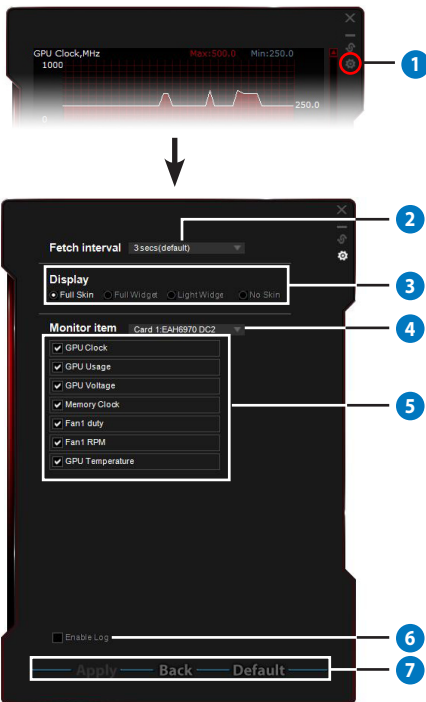 GPU Clock,MHz Max:500.0 Min:250.0
1000
1
250.0
0
2
Fetch interval 3secs(default)
Display
3
Full Skin Full Widget Light Widge No Skin
Monitor item Card 1:EAH6970 DC2
4
GPU Clock
GPU Usage
GPU Voltage
Memory Clock
5
Fan1 duty
Fan1 RPM
GPU Temperature
Enable Log
6
Apply Back Default
7